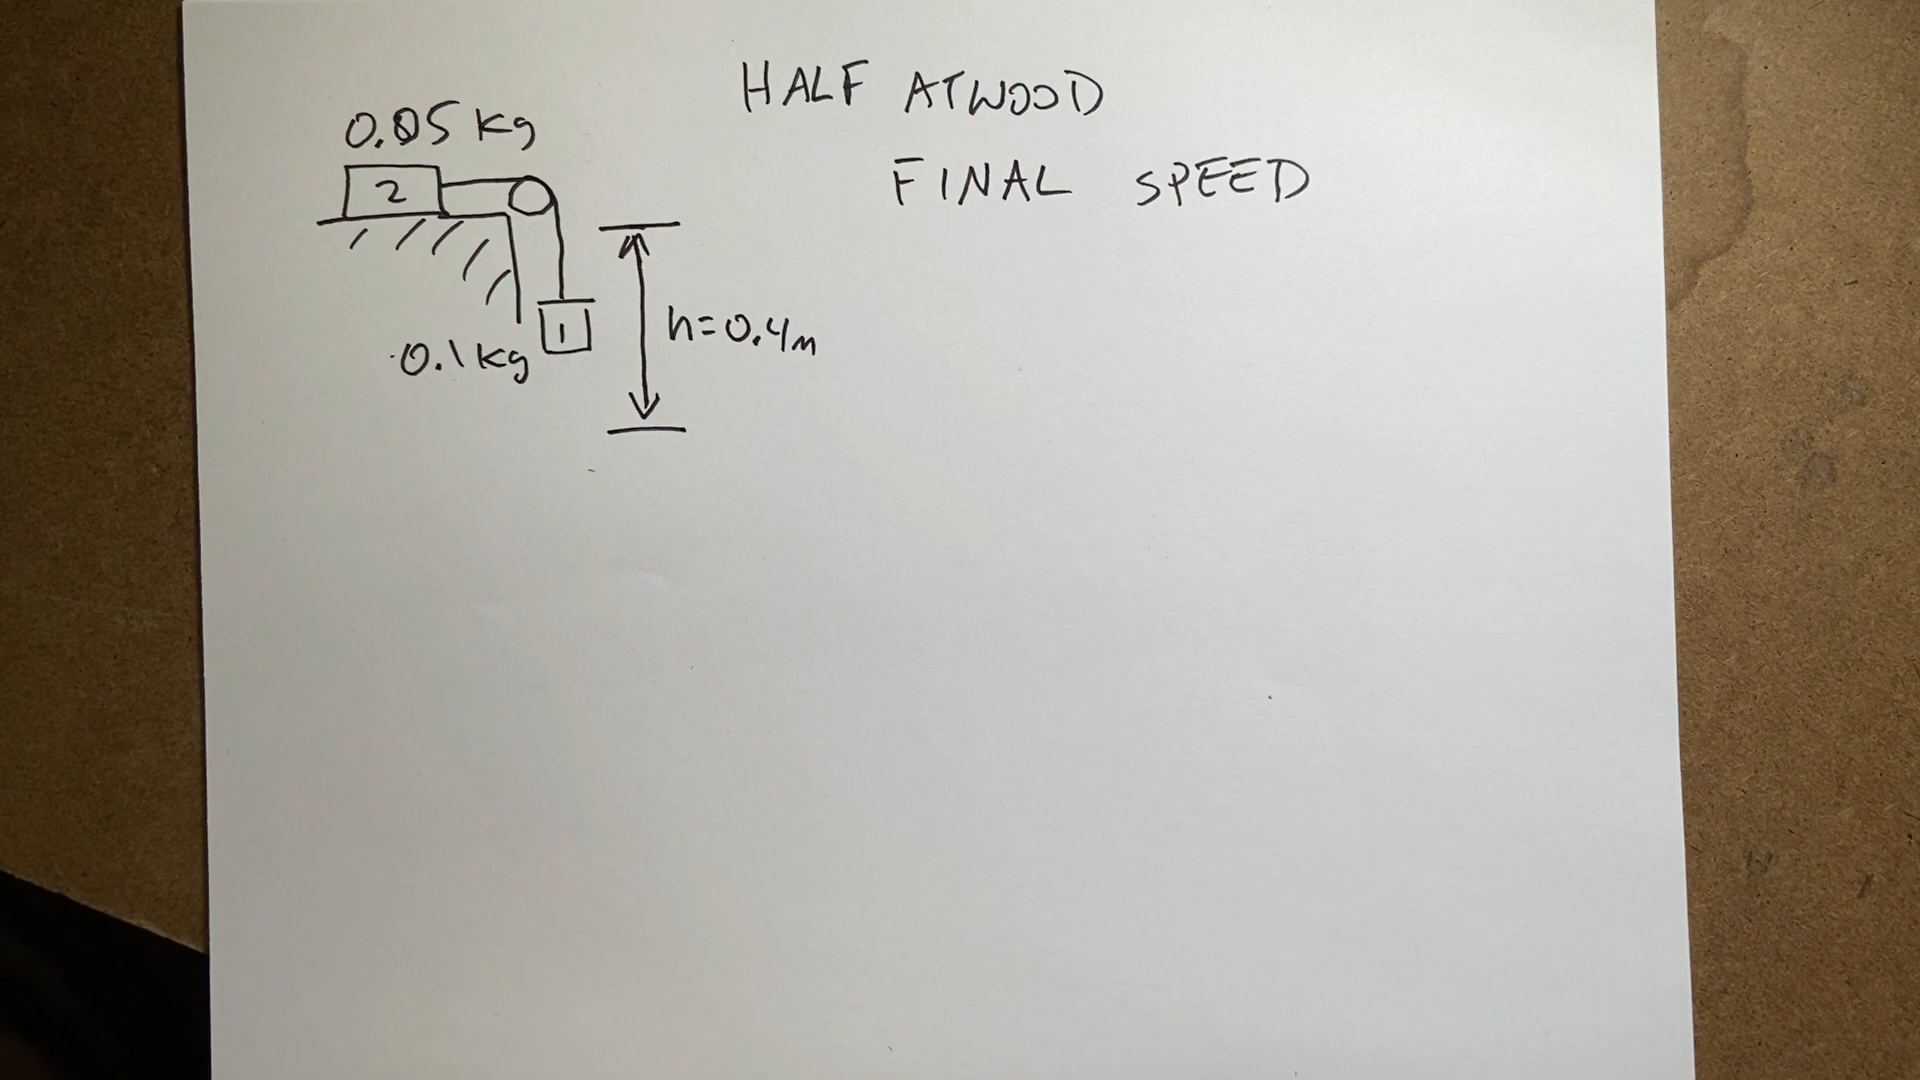 HALF ATWOOD
FINAL SPEED
0.05 kg
2
1
0.1 kg
h=0.4m